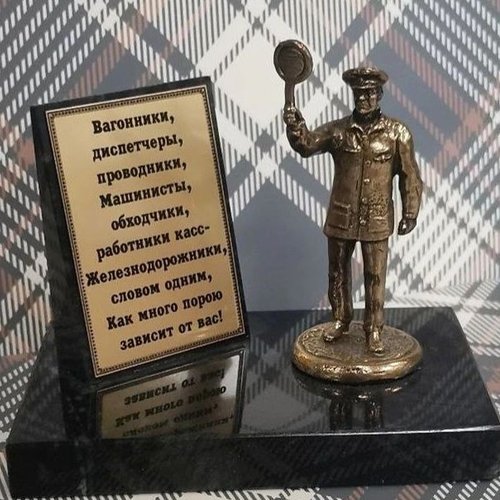 Вагонники,
диспетчеры,
проводники,
Машинисты,
обходчики,
работники касс-
Железнодорожники,
словом одним,
Как много порою
зависит от вас!